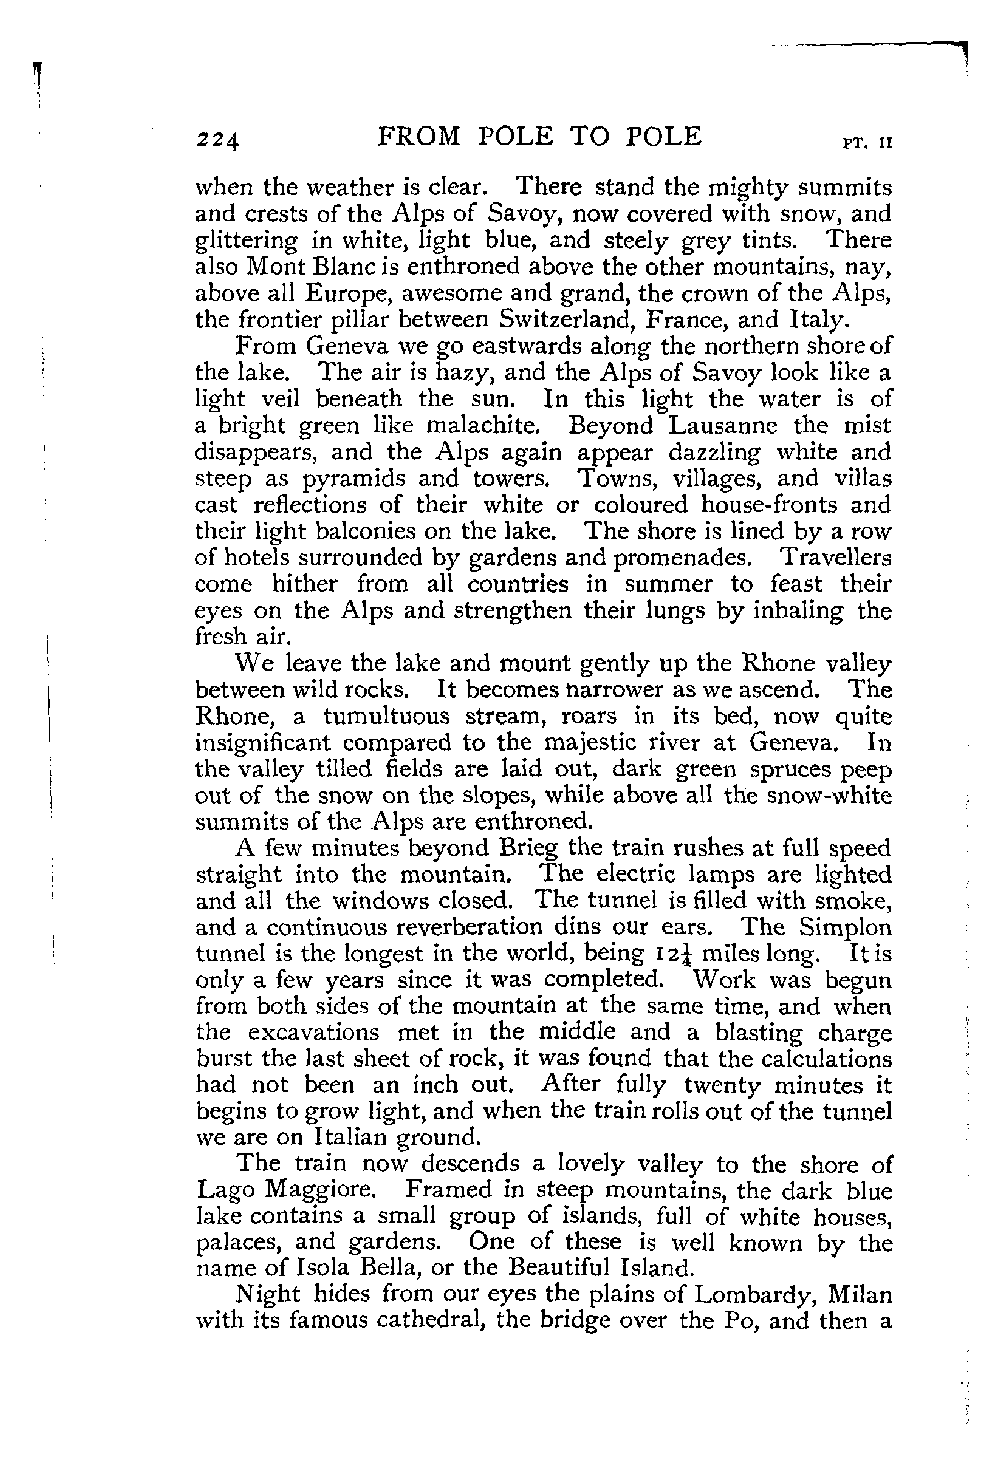 224 FROM POLE TO POLE PT. II
when the weather is clear. There stand the mighty summits
and crests of the Alps of Savoy, now covered with snow, and
glittering in white, light blue, and steely grey tints. There
also Mont Blanc is enthroned above the other mountains, nay,
above all Europe, awesome and grand, the crown of the Alps,
the frontier pillar between Switzerland, France, and Italy.
From Geneva we go eastwards along the northern shore of
the lake. The air is hazy, and the Alps of Savoy look like a
light veil beneath the sun. In this light the water is of
a bright green like malachite. Beyond Lausanne the mist
disappears, and the Alps again appear dazzling white and
steep as pyramids and towers. Towns, villages, and villas
cast reflections of their white or coloured house-fronts and
their light balconies on the lake. The shore is lined by a row
of hotels surrounded by gardens and promenades. Travellers
come hither from all countries in summer to feast their
eyes on the Alps and strengthen their lungs by inhaling the
fresh air.
We leave the lake and mount gently up the Rhone valley
between wild rocks. It becomes narrower as we ascend. The
Rhone, a tumultuous stream, roars in its bed, now quite
insignificant compared to the majestic river at Geneva. In
the valley tilled fields are laid out, dark green spruces peep
out of the snow on the slopes, while above all the snow-white
summits of the Alps are enthroned.
A few minutes beyond Brieg the train rushes at full speed
straight into the mountain. The electric lamps are lighted
and all the windows closed. The tunnel is filled with smoke,
and a continuous reverberation dins our ears. The Simplon
tunnel is the longest in the world, being 12¼ miles long. It is
only a few years since it was completed. Work was begun
from both sides of the mountain at the same time, and when
the excavations met in the middle and a blasting charge
burst the last sheet of rock, it was found that the calculations
had not been an inch out. After fully twenty minutes it
begins to grow light, and when the train rolls out of the tunnel
we are on Italian ground.
The train now descends a lovely valley to the shore of
Lago Maggiore. Framed in steep mountains, the dark blue
lake contains a small group of islands, full of white houses,
palaces, and gardens. One of these is well known by the
name of Isola Bella, or the Beautiful Island.
Night hides from our eyes the plains of Lombardy, Milan
with its famous cathedral, the bridge over the Po, and then a